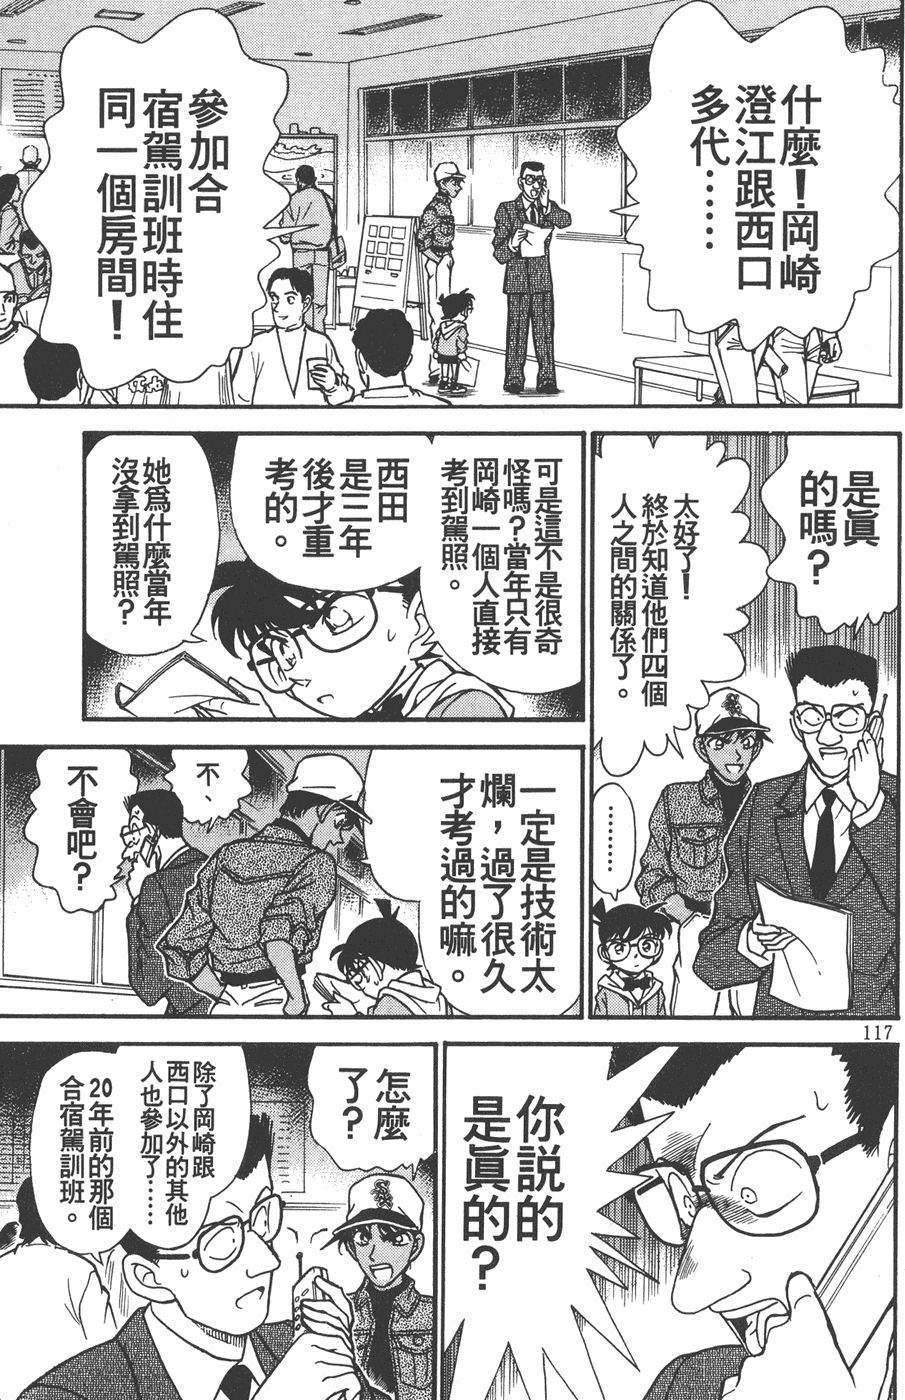 什麼！岡崎
澄江跟西口
多代……
參加合
宿駕訓班時住
同一個房間！
是眞
的嗎？
太好了！
終於知道他們四個
人之間的關係了。
………
可是這不是很奇
怪嗎？當年只有
岡崎一個人直接
考到駕照。
西田
是三年
後才重
考的。
她爲什麼當年
沒拿到駕照？
一定是技術太
爛，過了很久
才考過的嘛。
不、
不會吧？
117
你說的
是眞的？
怎麼
了？
除了岡崎跟
西口以外的其他
人也參加了……
20年前的那個
合宿駕訓班。